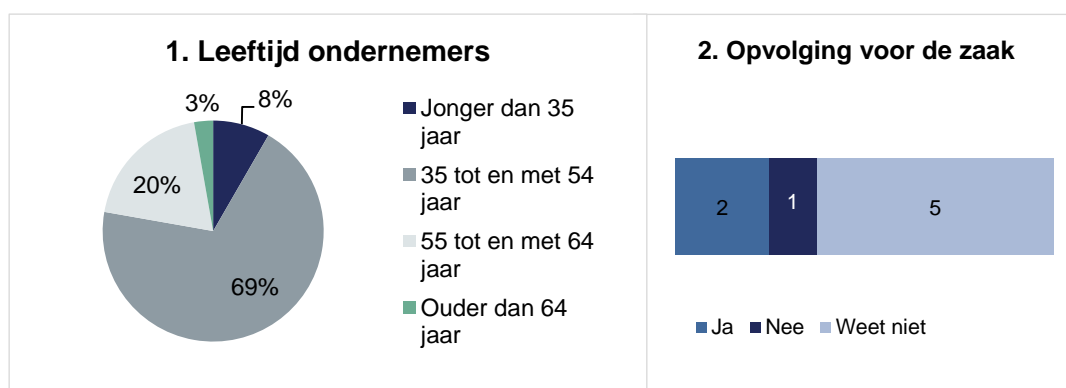 1. Leeftijd ondernemers
3%
8%
20%
69%
Jonger dan 35
jaar
35 tot en met 54
jaar
55 tot en met 64
jaar
Ouder dan 64
jaar
2. Opvolging voor de zaak
2
1
5
Ja
Nee
Weet niet